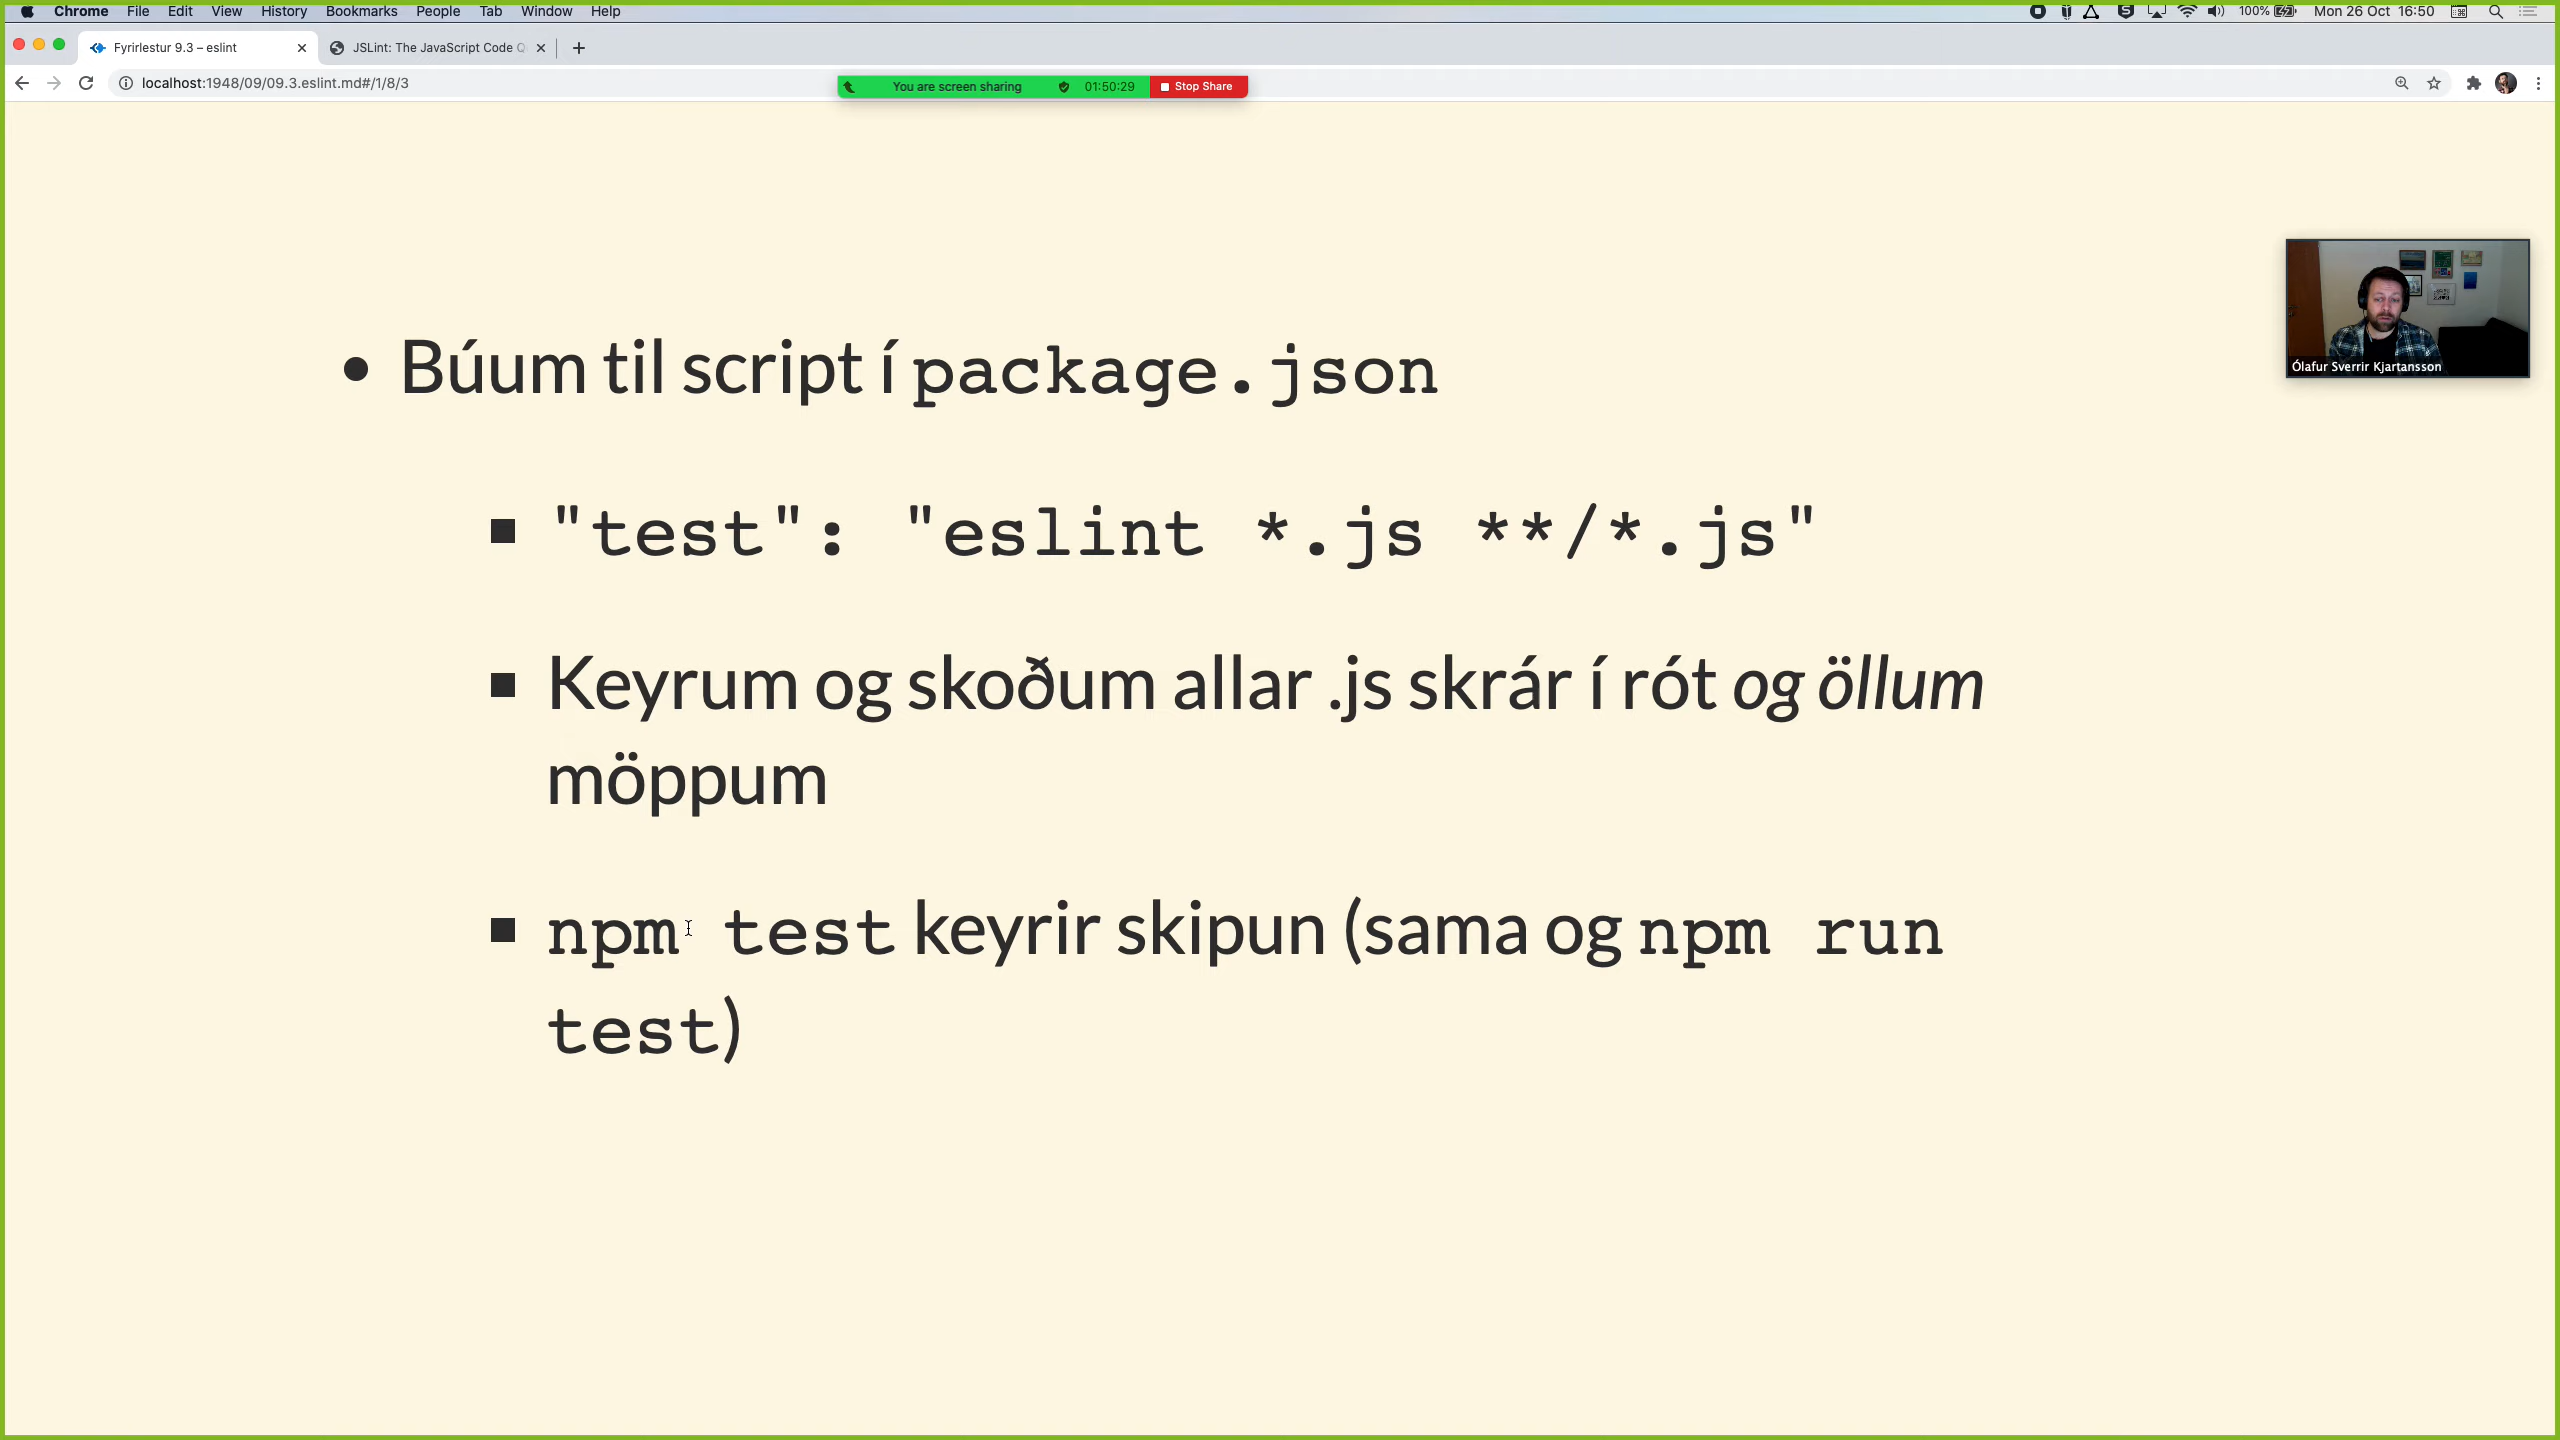 Chrome File Edit View History Bookmarks People Tab Window Help
100% Mon 26 Oct 16:50
Fyrirlestur 9.3 – eslint
JSLint: The JavaScript Code Q
localhost:1948/09/09.3.eslint.md#/1/8/3
You are screen sharing 01:50:29 Stop Share
Ólafur Sverrir Kjartansson
Búum til script í package.json
"test": "eslint *.js **/*.js"
Keyrum og skoðum allar .js skrár í rót og öllum
möppum
npm test keyrir skipun (sama og npm run
test)